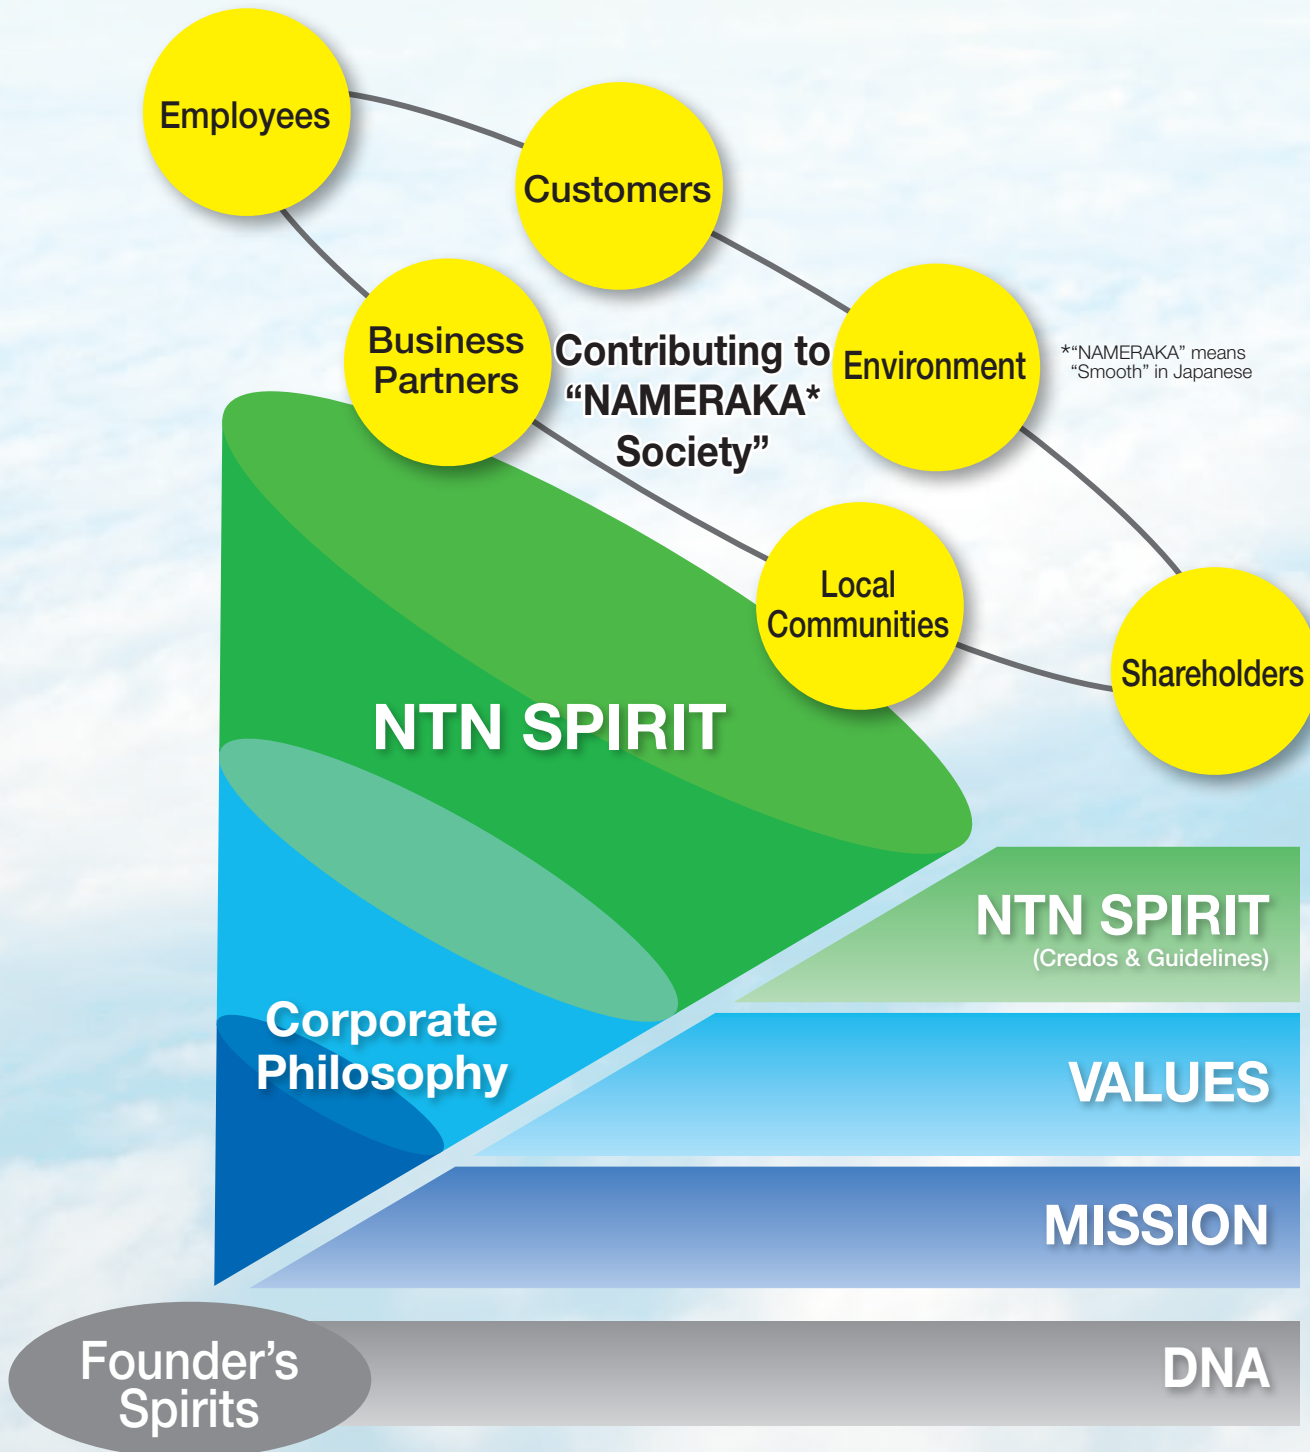 Employees
Customers
Business
Partners
Contributing to
“NAMERAKA*
Society”
Environment
*“NAMERAKA” means
“Smooth” in Japanese
Local
Communities
Shareholders
NTN SPIRIT
NTN SPIRIT
(Credos & Guidelines)
Corporate
Philosophy
VALUES
MISSION
Founder’s
Spirits
DNA